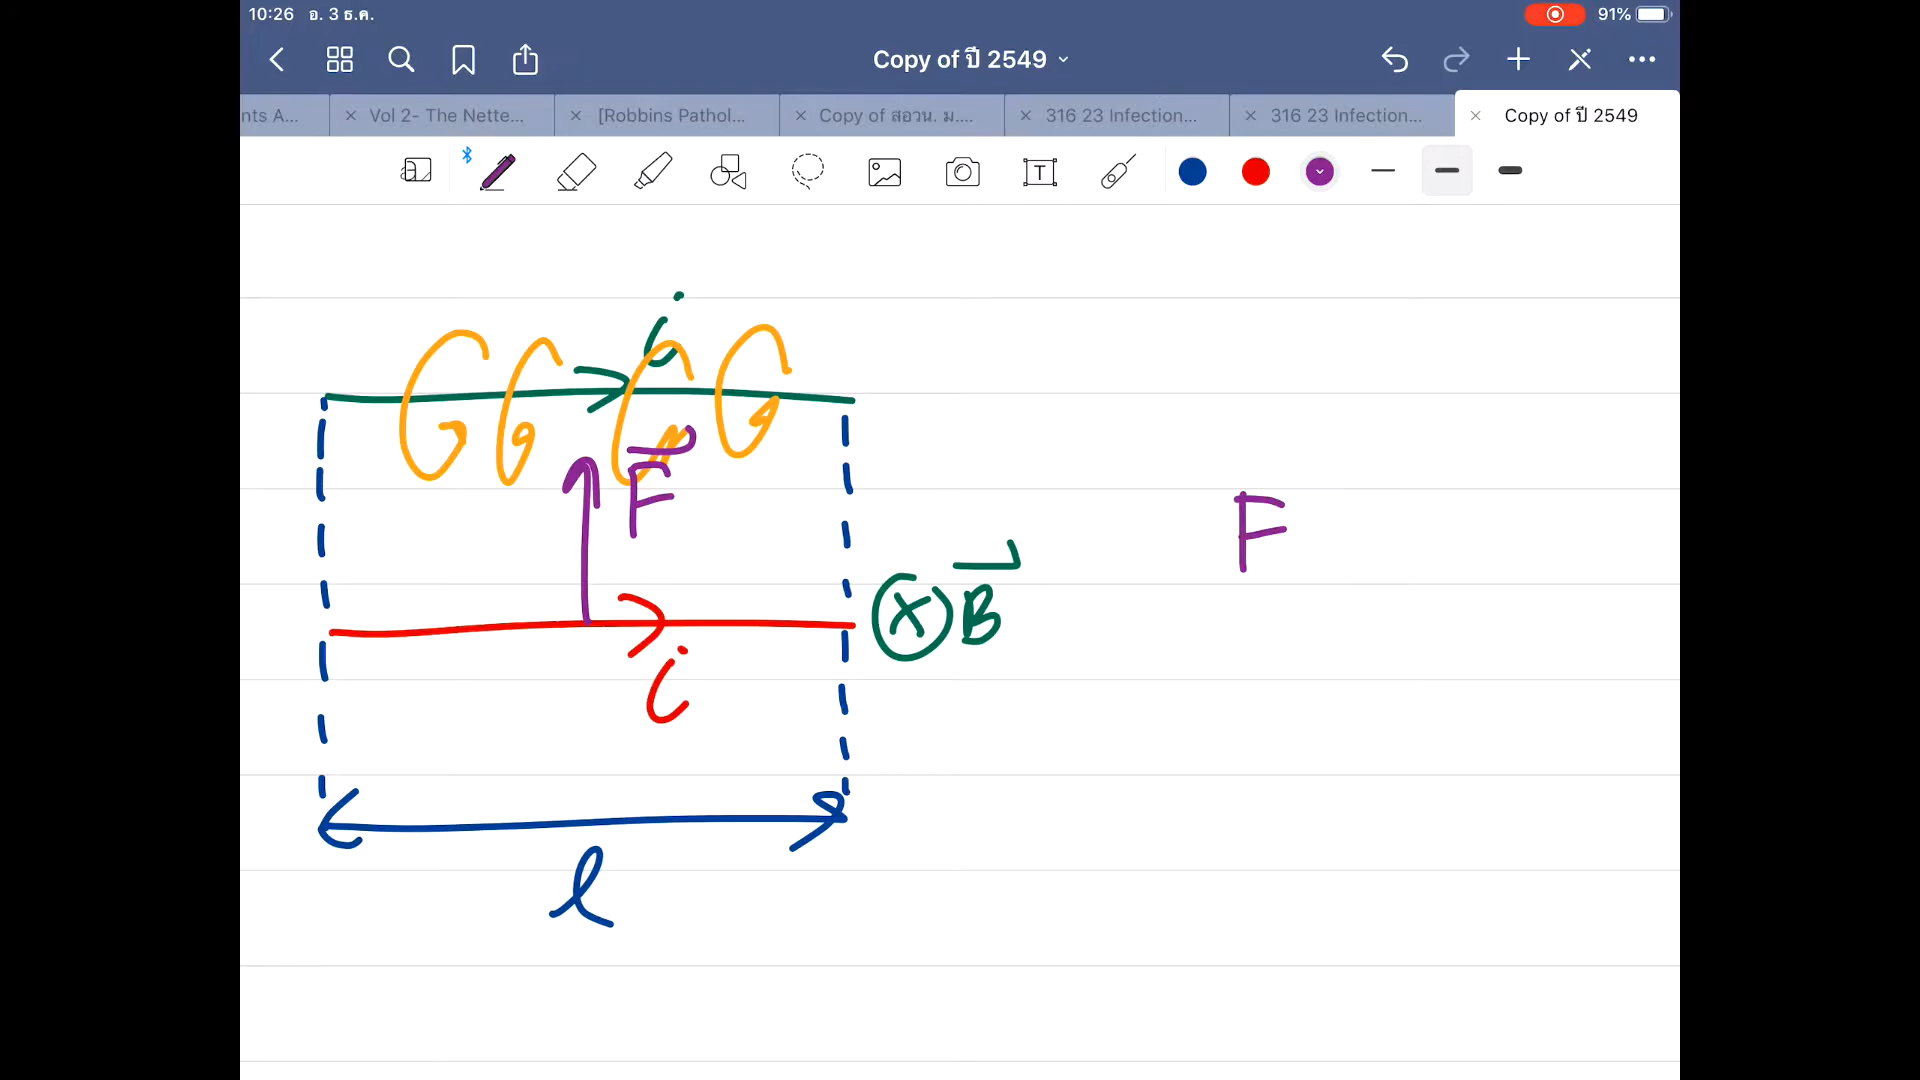 10:26 อ. 3 ธ.ค.
91%
Copy of ปี 2549
nts A...
Vol 2- The Nette...
[Robbins Pathol...
Copy of สอวน. ม....
316 23 Infection...
316 23 Infection...
Copy of ปี 2549
a
T
i
F
F
x B
i
l